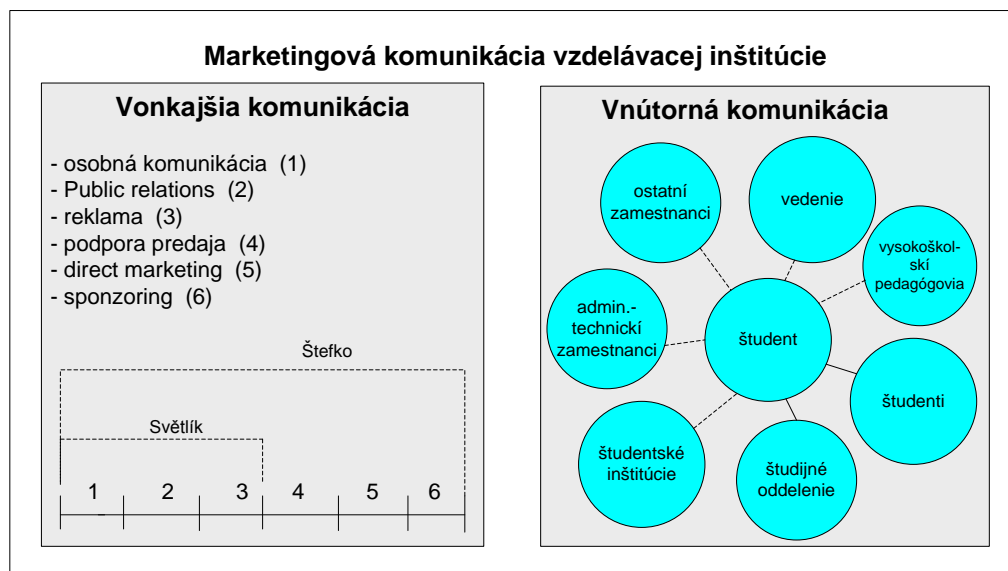 Marketingová komunikácia vzdelávacej inštitúcie
Vonkajšia komunikácia
- osobná komunikácia (1)
- Public relations (2)
- reklama (3)
- podpora predaja (4)
- direct marketing (5)
- sponzoring (6)
Štefko
Světlík
1 2 3 4 5 6
Vnútorná komunikácia
ostatní
zamestnanci
vedenie
vysokoškol-
skí
pedagógovia
admin.-
technickí
zamestnanci
študent
študenti
študentské
inštitúcie
študijné
oddelenie